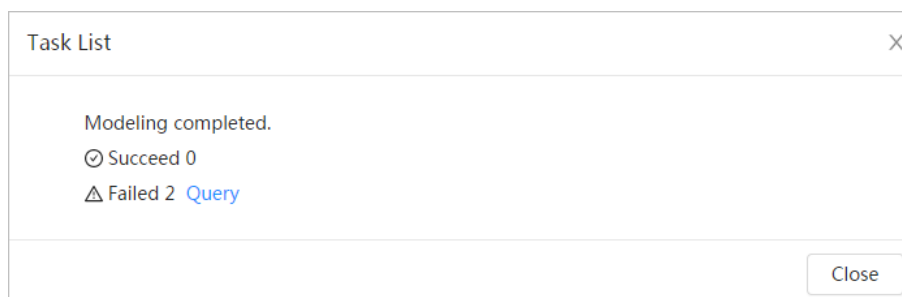 Task List
Modeling completed.
Succeed 0
Failed 2 Query
Close